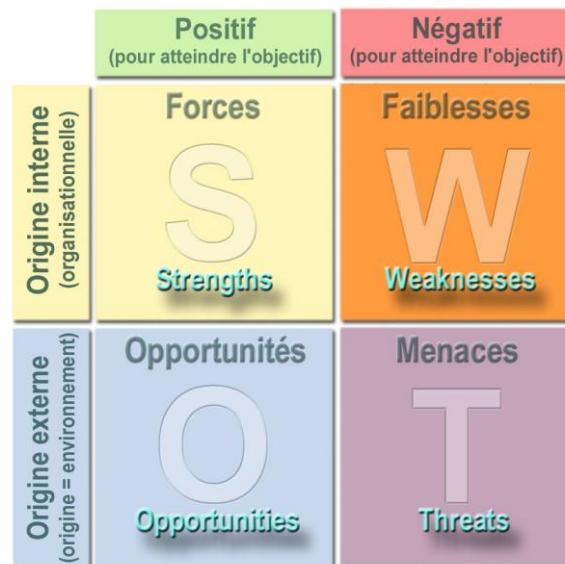 Positif
(pour atteindre l'objectif)
Négatif
(pour atteindre l'objectif)
Origine interne
(organisationnelle)
Forces
S
Strengths
Faiblesses
W
Weaknesses
Origine externe
(origine = environnement)
Opportunités
O
Opportunities
Menaces
T
Threats